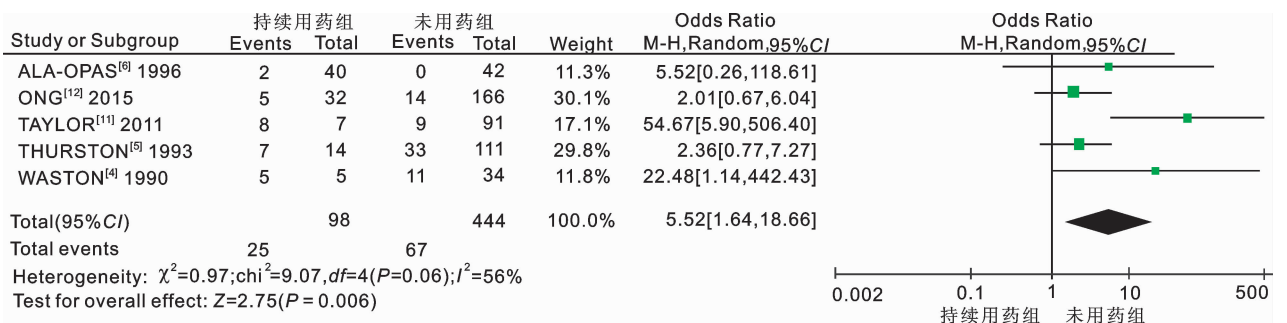 持续用药组 未用药组 Odds Ratio Odds Ratio
Study or Subgroup Events Total Events Total Weight M-H,Random,95%CI M-H,Random,95%CI
ALA-OPAS[6] 1996 2 40 0 42 11.3% 5.52[0.26,118.61]
ONG[12] 2015 5 32 14 166 30.1% 2.01[0.67,6.04]
TAYLOR[11] 2011 8 7 9 91 17.1% 54.67[5.90,506.40]
THURSTON[5] 1993 7 14 33 111 29.8% 2.36[0.77,7.27]
WASTON[4] 1990 5 5 11 34 11.8% 22.48[1.14,442.43]
Total(95%CI) 98 444 100.0% 5.52[1.64,18.66]
Total events 25 67
Heterogeneity: χ²=0.97;chi²=9.07,df=4(P=0.06);I²=56%
Test for overall effect: Z=2.75(P=0.006)
0.002 0.1 1 10 500
持续用药组 未用药组